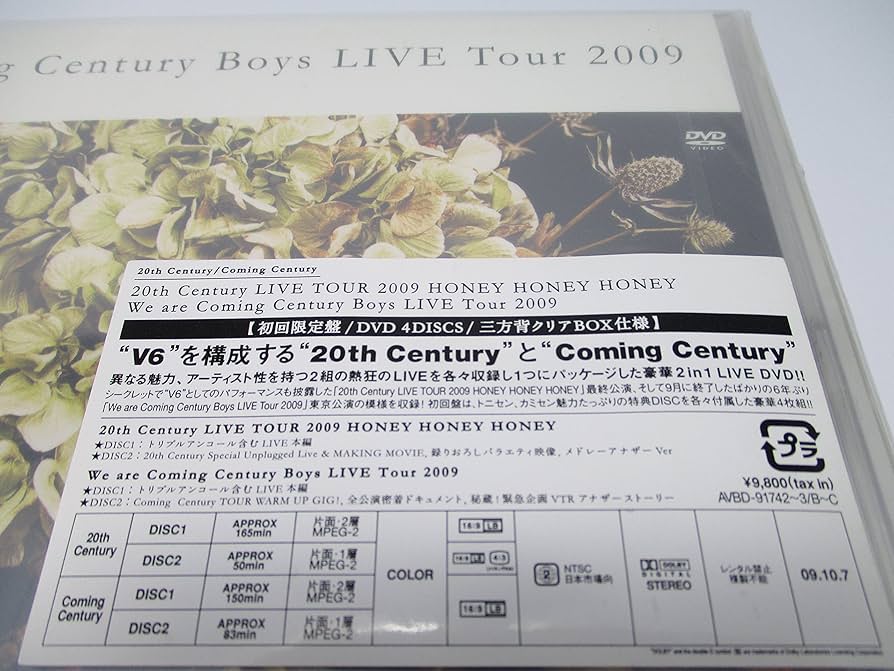 g Century Boys LIVE Tour 2009
DVD
VIDEO
20th Century/Coming Century
20th Century LIVE TOUR 2009 HONEY HONEY HONEY
We are Coming Century Boys LIVE Tour 2009
【初回限定盤/DVD 4DISCS/三方背クリアBOX仕様】
“V6”を構成する“20th Century”と“Coming Century”
異なる魅力、アーティスト性を持つ2組の熱狂のLIVEを各々収録し1つにパッケージした豪華2in1 LIVE DVD!!
シークレットで“V6”としてのパフォーマンスも披露した「20th Century LIVE TOUR 2009 HONEY HONEY HONEY」最終公演、そして9月に終了したばかりの6年ぶり
「We are Coming Century Boys LIVE Tour 2009」東京公演の模様を収録! 初回盤は、トニセン、カミセン魅力たっぷりの特典DISCを各々付属した豪華4枚組!!
20th Century LIVE TOUR 2009 HONEY HONEY HONEY
★DISC1：トリプルアンコール含むLIVE本編
★DISC2：20th Century Special Unplugged Live & MAKING MOVIE, 録りおろしバラエティ映像, メドレーアナザーVer
We are Coming Century Boys LIVE Tour 2009
★DISC1：トリプルアンコール含むLIVE本編
★DISC2：Coming Century TOUR WARM UP GIG!, 全公演密着ドキュメント, 秘蔵!緊急企画VTRアナザーストーリー
プラ
¥9,800(tax in)
AVBD-91742~3/B~C
20th Century
DISC1 APPROX 165min 片面・2層 MPEG-2
DISC2 APPROX 50min 片面・1層 MPEG-2
Coming Century
DISC1 APPROX 150min 片面・2層 MPEG-2
DISC2 APPROX 83min 片面・1層 MPEG-2
COLOR
16:9 LB
16:9 LB 4:3
16:9 LB
2 NTSC 日本市場向
DOLBY DIGITAL STEREO
レンタル禁止 複製不能
09.10.7